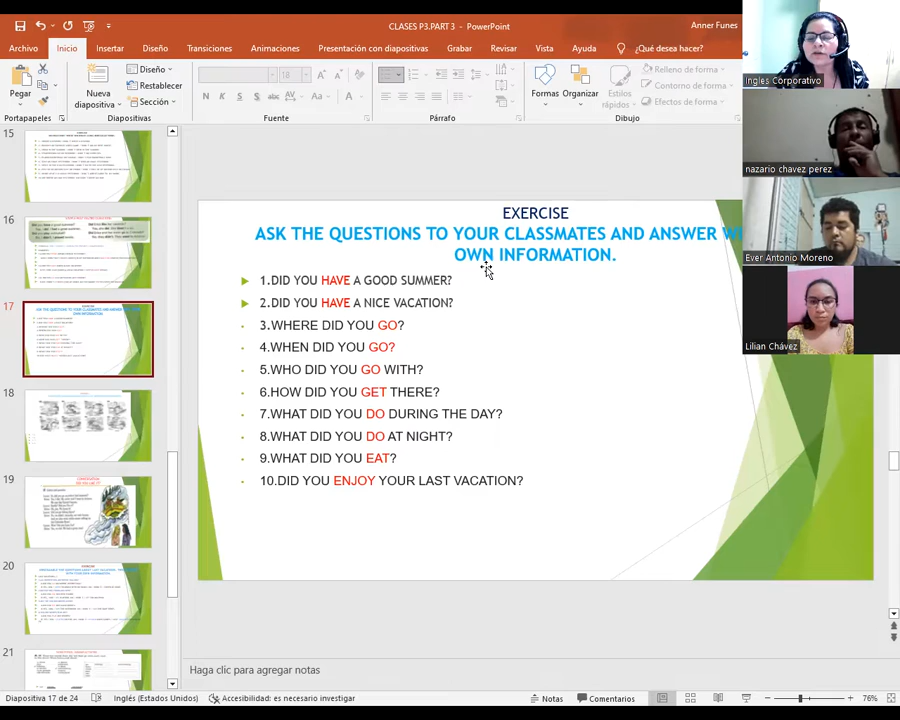 CLASES P3.PART 3 - PowerPoint
Anner Funes
Archivo
Inicio
Insertar
Diseño
Transiciones
Animaciones
Presentación con diapositivas
Grabar
Revisar
Vista
Ayuda
¿Qué desea hacer?
Pegar
Nueva
diapositiva
Diseño
Restablecer
Sección
18
N K S S abc AV Aa A
Formas
Organizar
Estilos
rápidos
Relleno de forma
Contorno de forma
Efectos de forma
Portapapeles
Diapositivas
Fuente
Párrafo
Dibujo
Ingles Corporativo
nazario chavez perez
Ever Antonio Moreno
Lilian Chávez
15
16
17
18
19
20
21
EXERCISE
ASK THE QUESTIONS TO YOUR CLASSMATES AND ANSWER WI
OWN INFORMATION.
1.DID YOU HAVE A GOOD SUMMER?
2.DID YOU HAVE A NICE VACATION?
3.WHERE DID YOU GO?
4.WHEN DID YOU GO?
5.WHO DID YOU GO WITH?
6.HOW DID YOU GET THERE?
7.WHAT DID YOU DO DURING THE DAY?
8.WHAT DID YOU DO AT NIGHT?
9.WHAT DID YOU EAT?
10.DID YOU ENJOY YOUR LAST VACATION?
Haga clic para agregar notas
Diapositiva 17 de 24
Inglés (Estados Unidos)
Accesibilidad: es necesario investigar
Notas
Comentarios
76%